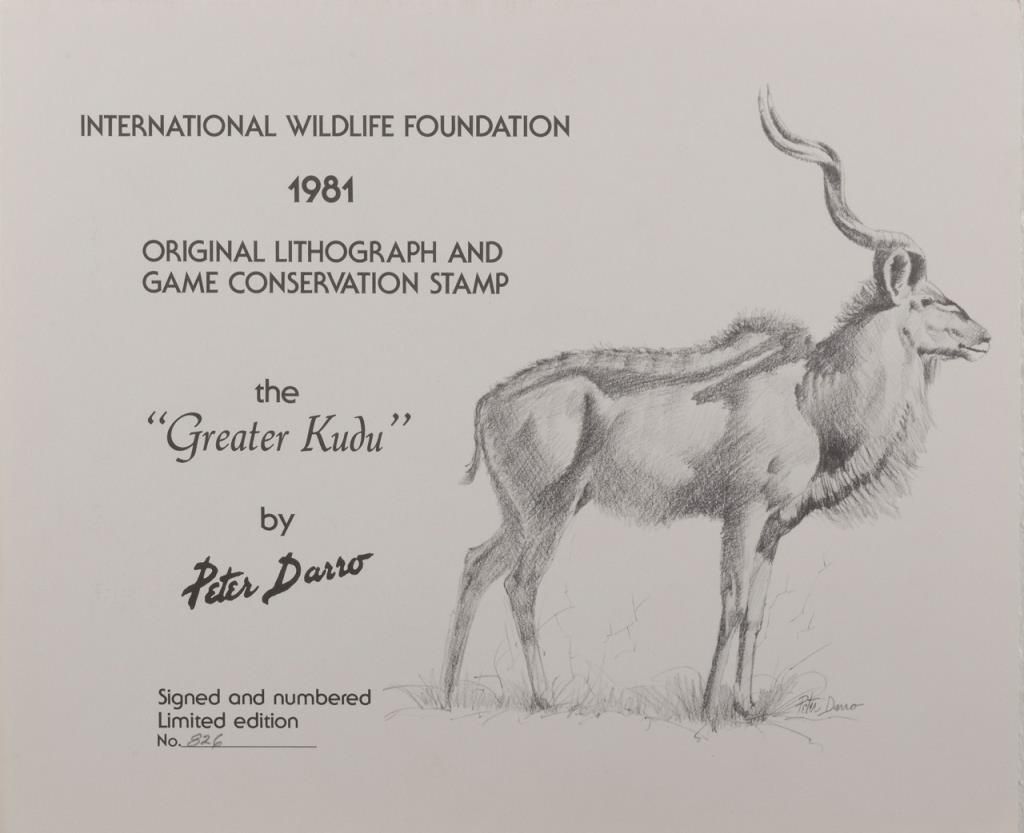 INTERNATIONAL WILDLIFE FOUNDATION
1981
ORIGINAL LITHOGRAPH AND
GAME CONSERVATION STAMP
the
“Greater Kudu”
by
Peter Darro
Signed and numbered
Limited edition
No. 826
Peter Darro